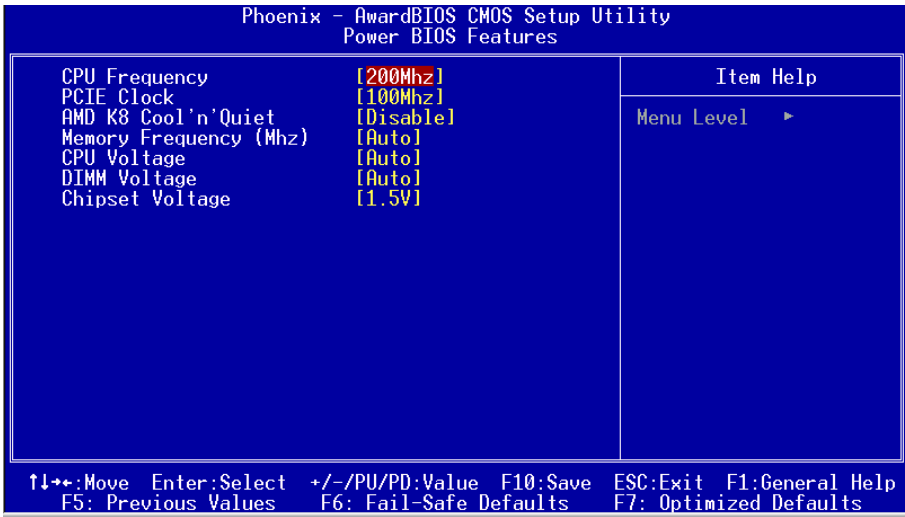 Phoenix - AwardBIOS CMOS Setup Utility
Power BIOS Features
CPU Frequency [200Mhz]
PCIE Clock [100Mhz]
AMD K8 Cool'n'Quiet [Disable]
Memory Frequency (Mhz) [Auto]
CPU Voltage [Auto]
DIMM Voltage [Auto]
Chipset Voltage [1.5V]
Item Help
Menu Level ►
↑↓→←:Move Enter:Select +/-/PU/PD:Value F10:Save ESC:Exit F1:General Help
F5: Previous Values F6: Fail-Safe Defaults F7: Optimized Defaults